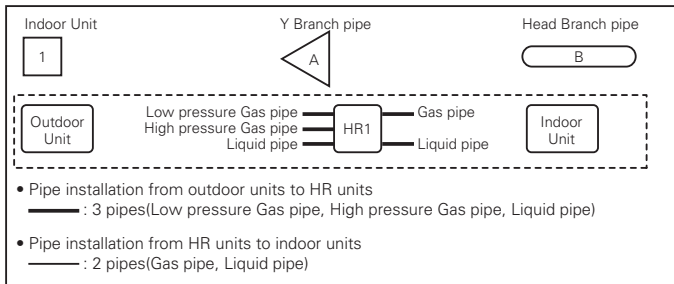 Indoor Unit
Y Branch pipe
Head Branch pipe
1
A
B
Outdoor
Unit
Low pressure Gas pipe
High pressure Gas pipe
Liquid pipe
HR1
Gas pipe
Liquid pipe
Indoor
Unit
• Pipe installation from outdoor units to HR units
: 3 pipes(Low pressure Gas pipe, High pressure Gas pipe, Liquid pipe)
• Pipe installation from HR units to indoor units
: 2 pipes(Gas pipe, Liquid pipe)